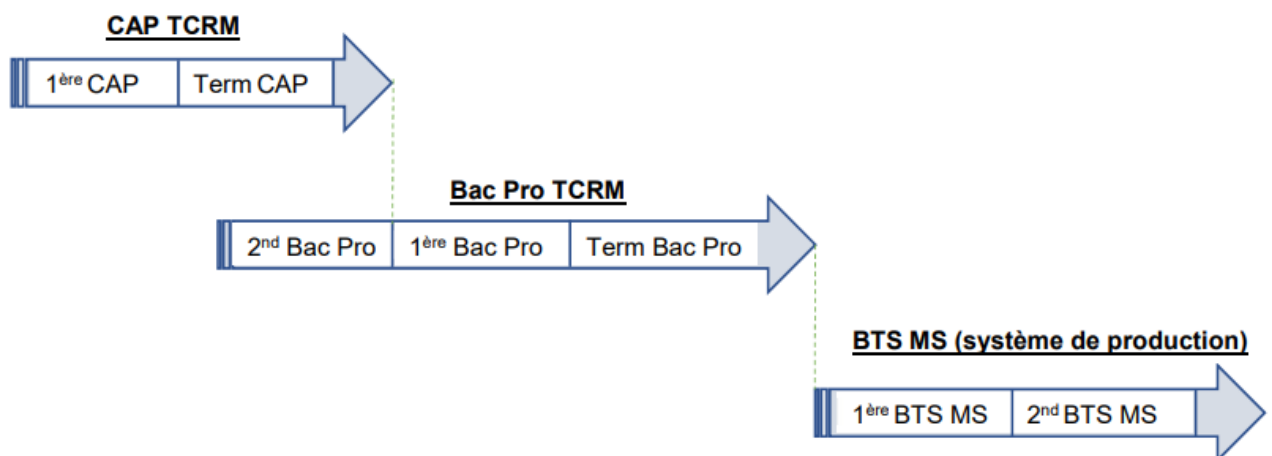 CAP TCRM
1ère CAP
Term CAP
Bac Pro TCRM
2nd Bac Pro
1ère Bac Pro
Term Bac Pro
BTS MS (système de production)
1ère BTS MS
2nd BTS MS